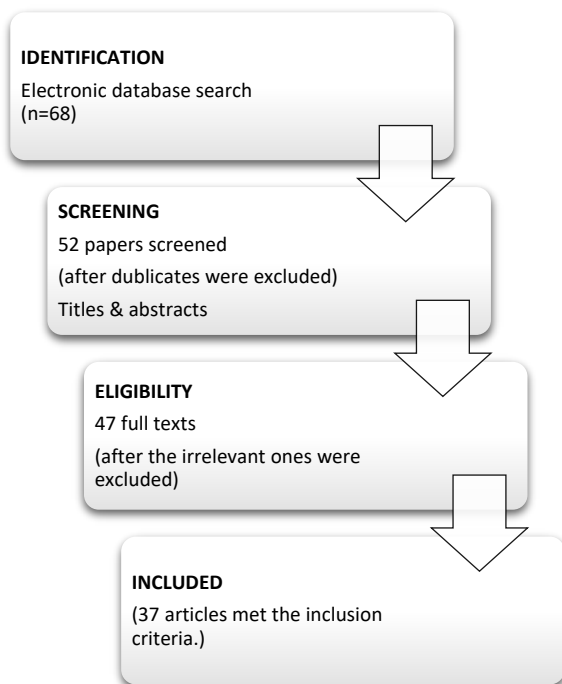 IDENTIFICATION
Electronic database search
(n=68)
SCREENING
52 papers screened
(after dublicates were excluded)
Titles & abstracts
ELIGIBILITY
47 full texts
(after the irrelevant ones were
excluded)
INCLUDED
(37 articles met the inclusion
criteria.)